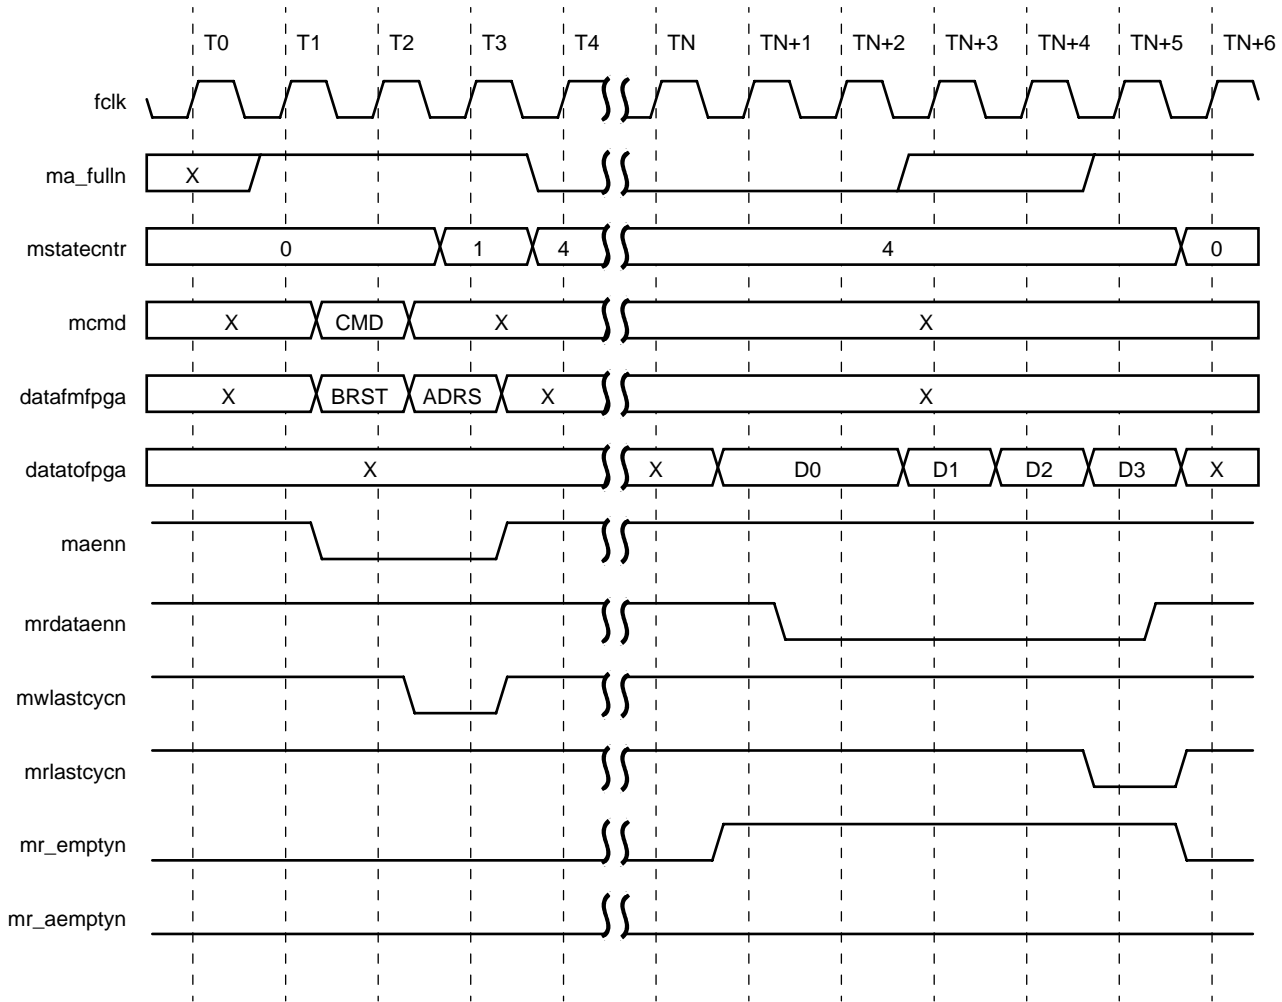 T0 T1 T2 T3 T4 TN TN+1 TN+2 TN+3 TN+4 TN+5 TN+6
fclk
ma_fulln X
mstatecntr 0 1 4 4 0
mcmd X CMD X X
datafmfpga X BRST ADRS X X
datatofpga X X D0 D1 D2 D3 X
maenn
mrdataenn
mwlastcycn
mrlastcycn
mr_emptyn
mr_aemptyn